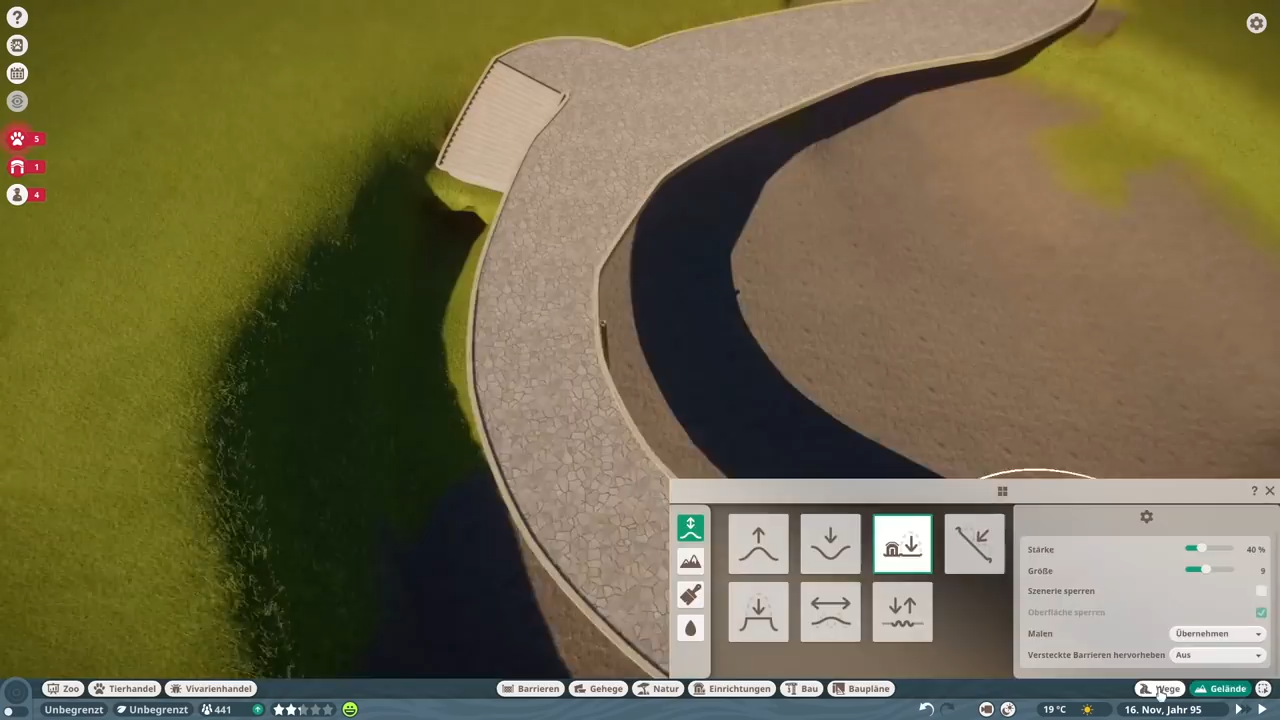 5
1
4
?
Stärke 40 %
Größe 9
Szenerie sperren
Oberfläche sperren
Malen Übernehmen
Versteckte Barrieren hervorheben Aus
Zoo Tierhandel Vivarienhandel Barrieren Gehege Natur Einrichtungen Bau Baupläne Wege Gelände
Unbegrenzt Unbegrenzt 441 19 °C 16. Nov, Jahr 95